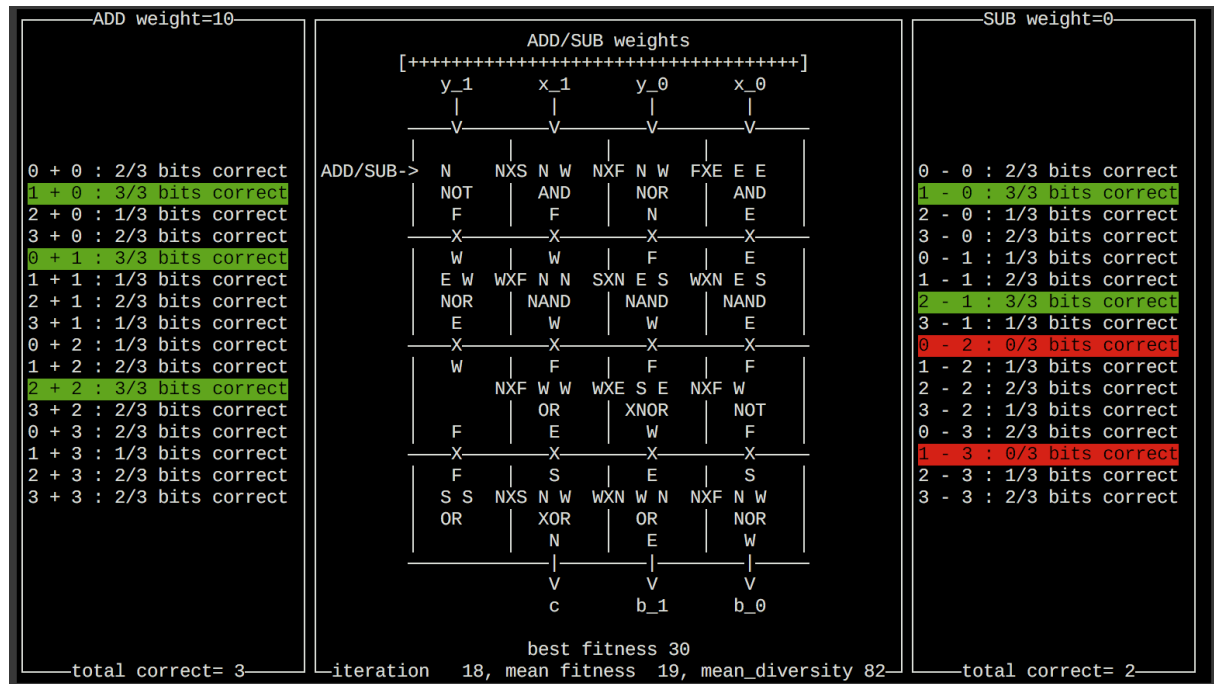 ADD weight=10
0 + 0 : 2/3 bits correct
1 + 0 : 3/3 bits correct
2 + 0 : 1/3 bits correct
3 + 0 : 2/3 bits correct
0 + 1 : 3/3 bits correct
1 + 1 : 1/3 bits correct
2 + 1 : 2/3 bits correct
3 + 1 : 1/3 bits correct
0 + 2 : 1/3 bits correct
1 + 2 : 2/3 bits correct
2 + 2 : 3/3 bits correct
3 + 2 : 2/3 bits correct
0 + 3 : 2/3 bits correct
1 + 3 : 1/3 bits correct
2 + 3 : 2/3 bits correct
3 + 3 : 2/3 bits correct
total correct= 3
ADD/SUB weights
[++++++++++++++++++++++++++++++++++++]
y_1 x_1 y_0 x_0
V V V V
ADD/SUB-> N NXS N W NXF N W FXE E E
NOT AND NOR AND
F F N E
X X X X
W W F E
E W WXF N N SXN E S WXN E S
NOR NAND NAND NAND
E W W E
X X X X
W F F F
NXF W W WXE S E NXF W
OR XNOR NOT
F E W F
X X X X
F S E S
S S NXS N W WXN W N NXF N W
OR XOR OR NOR
N E W
V V V
c b_1 b_0
best fitness 30
iteration 18, mean fitness 19, mean_diversity 82
SUB weight=0
0 - 0 : 2/3 bits correct
1 - 0 : 3/3 bits correct
2 - 0 : 1/3 bits correct
3 - 0 : 2/3 bits correct
0 - 1 : 1/3 bits correct
1 - 1 : 2/3 bits correct
2 - 1 : 3/3 bits correct
3 - 1 : 1/3 bits correct
0 - 2 : 0/3 bits correct
1 - 2 : 1/3 bits correct
2 - 2 : 2/3 bits correct
3 - 2 : 1/3 bits correct
0 - 3 : 2/3 bits correct
1 - 3 : 0/3 bits correct
2 - 3 : 1/3 bits correct
3 - 3 : 2/3 bits correct
total correct= 2